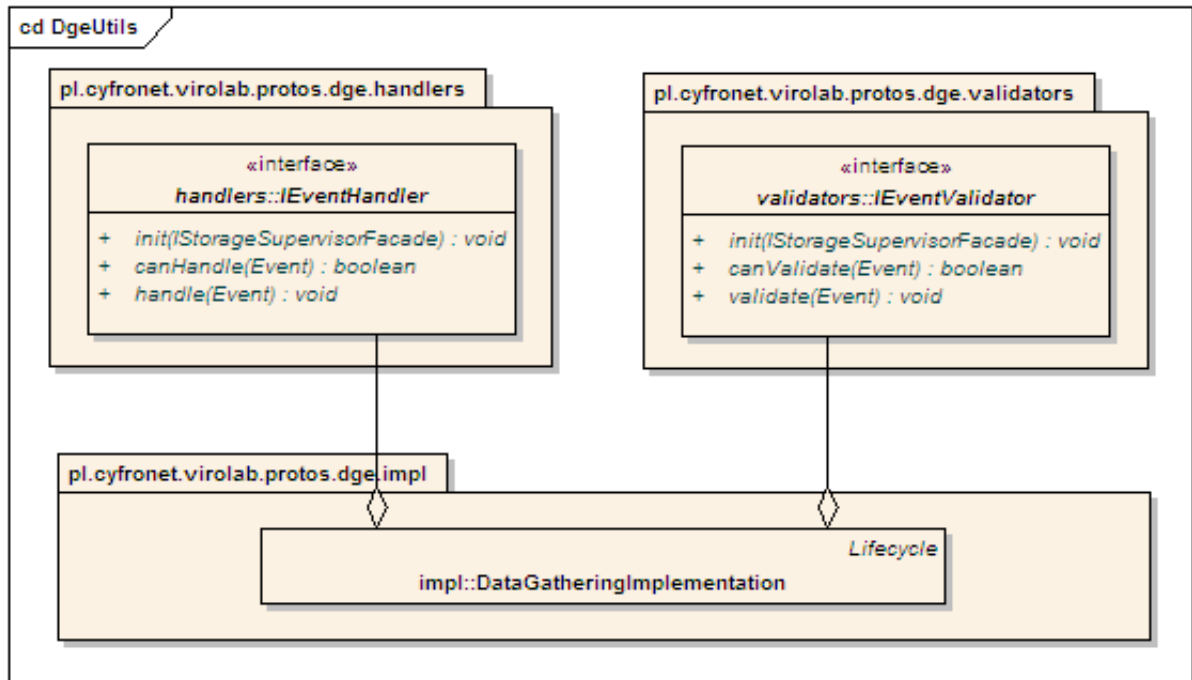 cd DgeUtils
pl.cyfronet.virolab.protos.dge.handlers
«interface»
handlers::IEventHandler
+ init(IStorageSupervisorFacade) : void
+ canHandle(Event) : boolean
+ handle(Event) : void
pl.cyfronet.virolab.protos.dge.validators
«interface»
validators::IEventValidator
+ init(IStorageSupervisorFacade) : void
+ canValidate(Event) : boolean
+ validate(Event) : void
pl.cyfronet.virolab.protos.dge.impl
Lifecycle
impl::DataGatheringImplementation